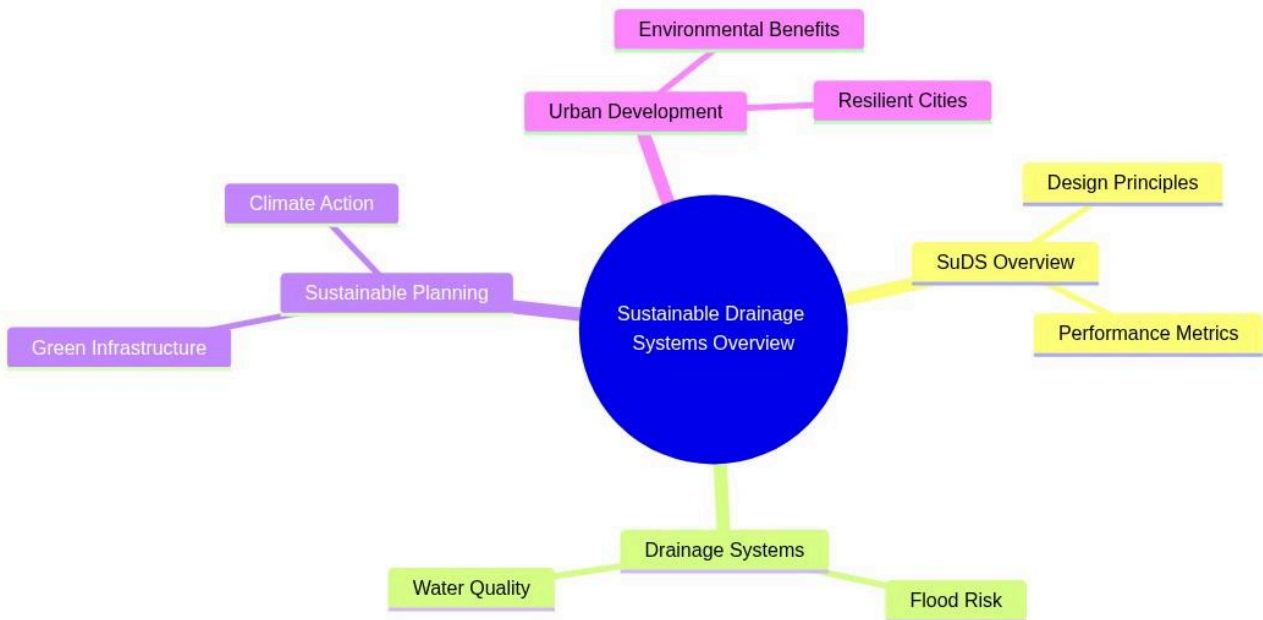 Environmental Benefits
Urban Development
Resilient Cities
Climate Action
Sustainable Planning
Green Infrastructure
Sustainable Drainage
Systems Overview
Design Principles
SuDS Overview
Performance Metrics
Drainage Systems
Water Quality
Flood Risk